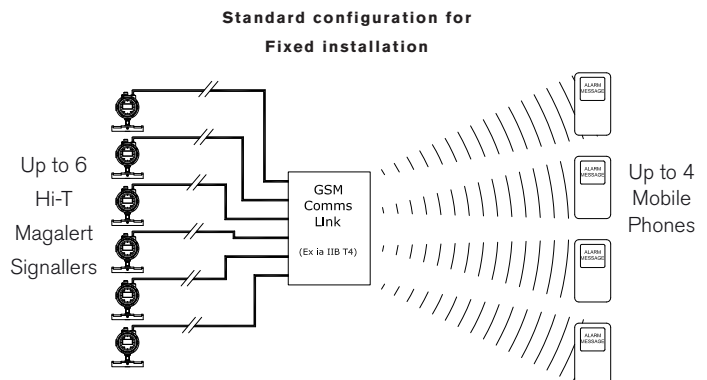 Standard configuration for
Fixed installation
Up to 6
Hi-T
Magalert
Signallers
GSM
Comms
LInk
(Ex ia IIB T4)
ALARM
MESSAGE
ALARM
MESSAGE
ALARM
MESSAGE
ALARM
MESSAGE
Up to 4
Mobile
Phones